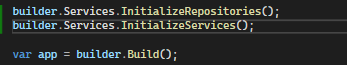 builder.Services.InitializeRepositories();
builder.Services.InitializeServices();
var app = builder.Build();